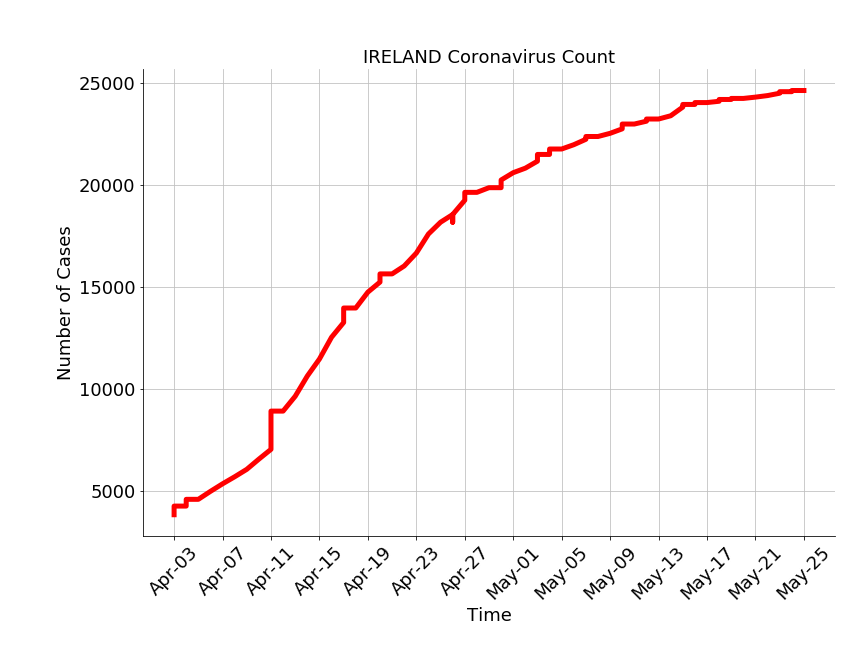 IRELAND Coronavirus Count
25000
20000
15000
10000
5000
Number of Cases
Apr-03
Apr-07
Apr-11
Apr-15
Apr-19
Apr-23
Apr-27
May-01
May-05
May-09
May-13
May-17
May-21
May-25
Time